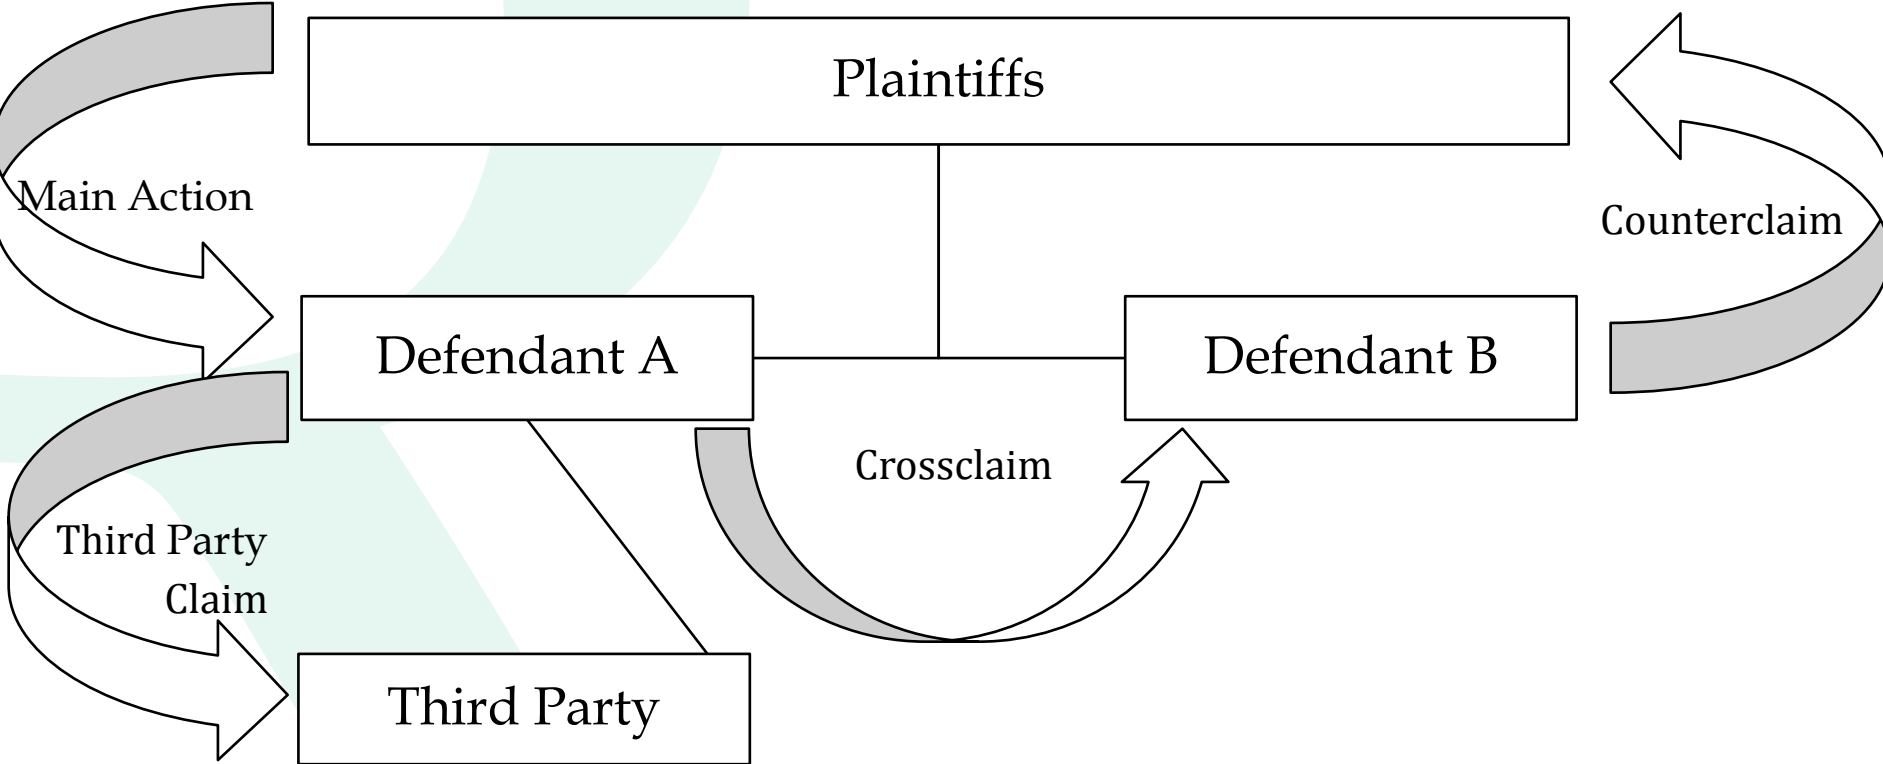 Plaintiffs
Main Action
Counterclaim
Defendant A
Defendant B
Crossclaim
Third Party
Claim
Third Party